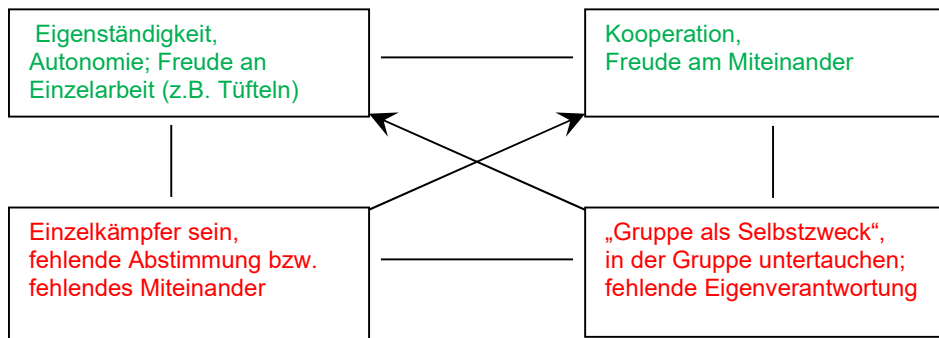 Eigenständigkeit,
Autonomie; Freude an
Einzelarbeit (z.B. Tüfteln)
Kooperation,
Freude am Miteinander
Einzelkämpfer sein,
fehlende Abstimmung bzw.
fehlendes Miteinander
„Gruppe als Selbstzweck“,
in der Gruppe untertauchen;
fehlende Eigenverantwortung